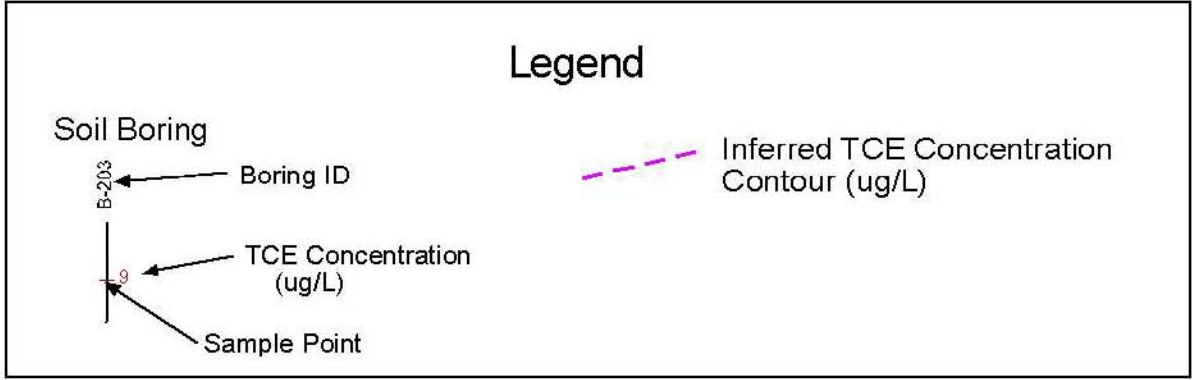 Legend
Soil Boring
B-203
Boring ID
TCE Concentration
(ug/L)
9
Sample Point
Inferred TCE Concentration
Contour (ug/L)